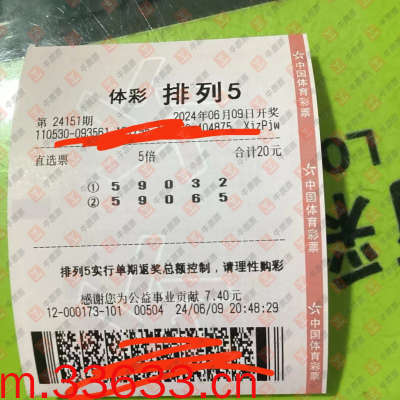 体彩 排列5
第 24151期 2024年06月09日开奖
110530-093561 104875 XjzPjw
直选票 5倍 合计20元
① 5 9 0 3 2
② 5 9 0 6 5
排列5实行单期返奖总额控制，请理性购彩
感谢您为公益事业贡献 7.40元
12-000173-101 00504 24/06/09 20:48:29
中国体育彩票
中国体育彩票
中国体育彩票
m.33633.cn